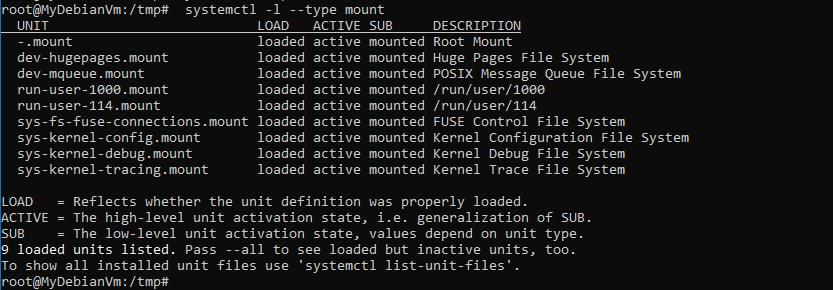 root@MyDebianVm:/tmp#  systemctl -l --type mount
  UNIT                          LOAD   ACTIVE SUB     DESCRIPTION
  -.mount                       loaded active mounted Root Mount
  dev-hugepages.mount           loaded active mounted Huge Pages File System
  dev-mqueue.mount              loaded active mounted POSIX Message Queue File System
  run-user-1000.mount           loaded active mounted /run/user/1000
  run-user-114.mount            loaded active mounted /run/user/114
  sys-fs-fuse-connections.mount loaded active mounted FUSE Control File System
  sys-kernel-config.mount       loaded active mounted Kernel Configuration File System
  sys-kernel-debug.mount        loaded active mounted Kernel Debug File System
  sys-kernel-tracing.mount      loaded active mounted Kernel Trace File System

LOAD   = Reflects whether the unit definition was properly loaded.
ACTIVE = The high-level unit activation state, i.e. generalization of SUB.
SUB    = The low-level unit activation state, values depend on unit type.
9 loaded units listed. Pass --all to see loaded but inactive units, too.
To show all installed unit files use 'systemctl list-unit-files'.
root@MyDebianVm:/tmp#